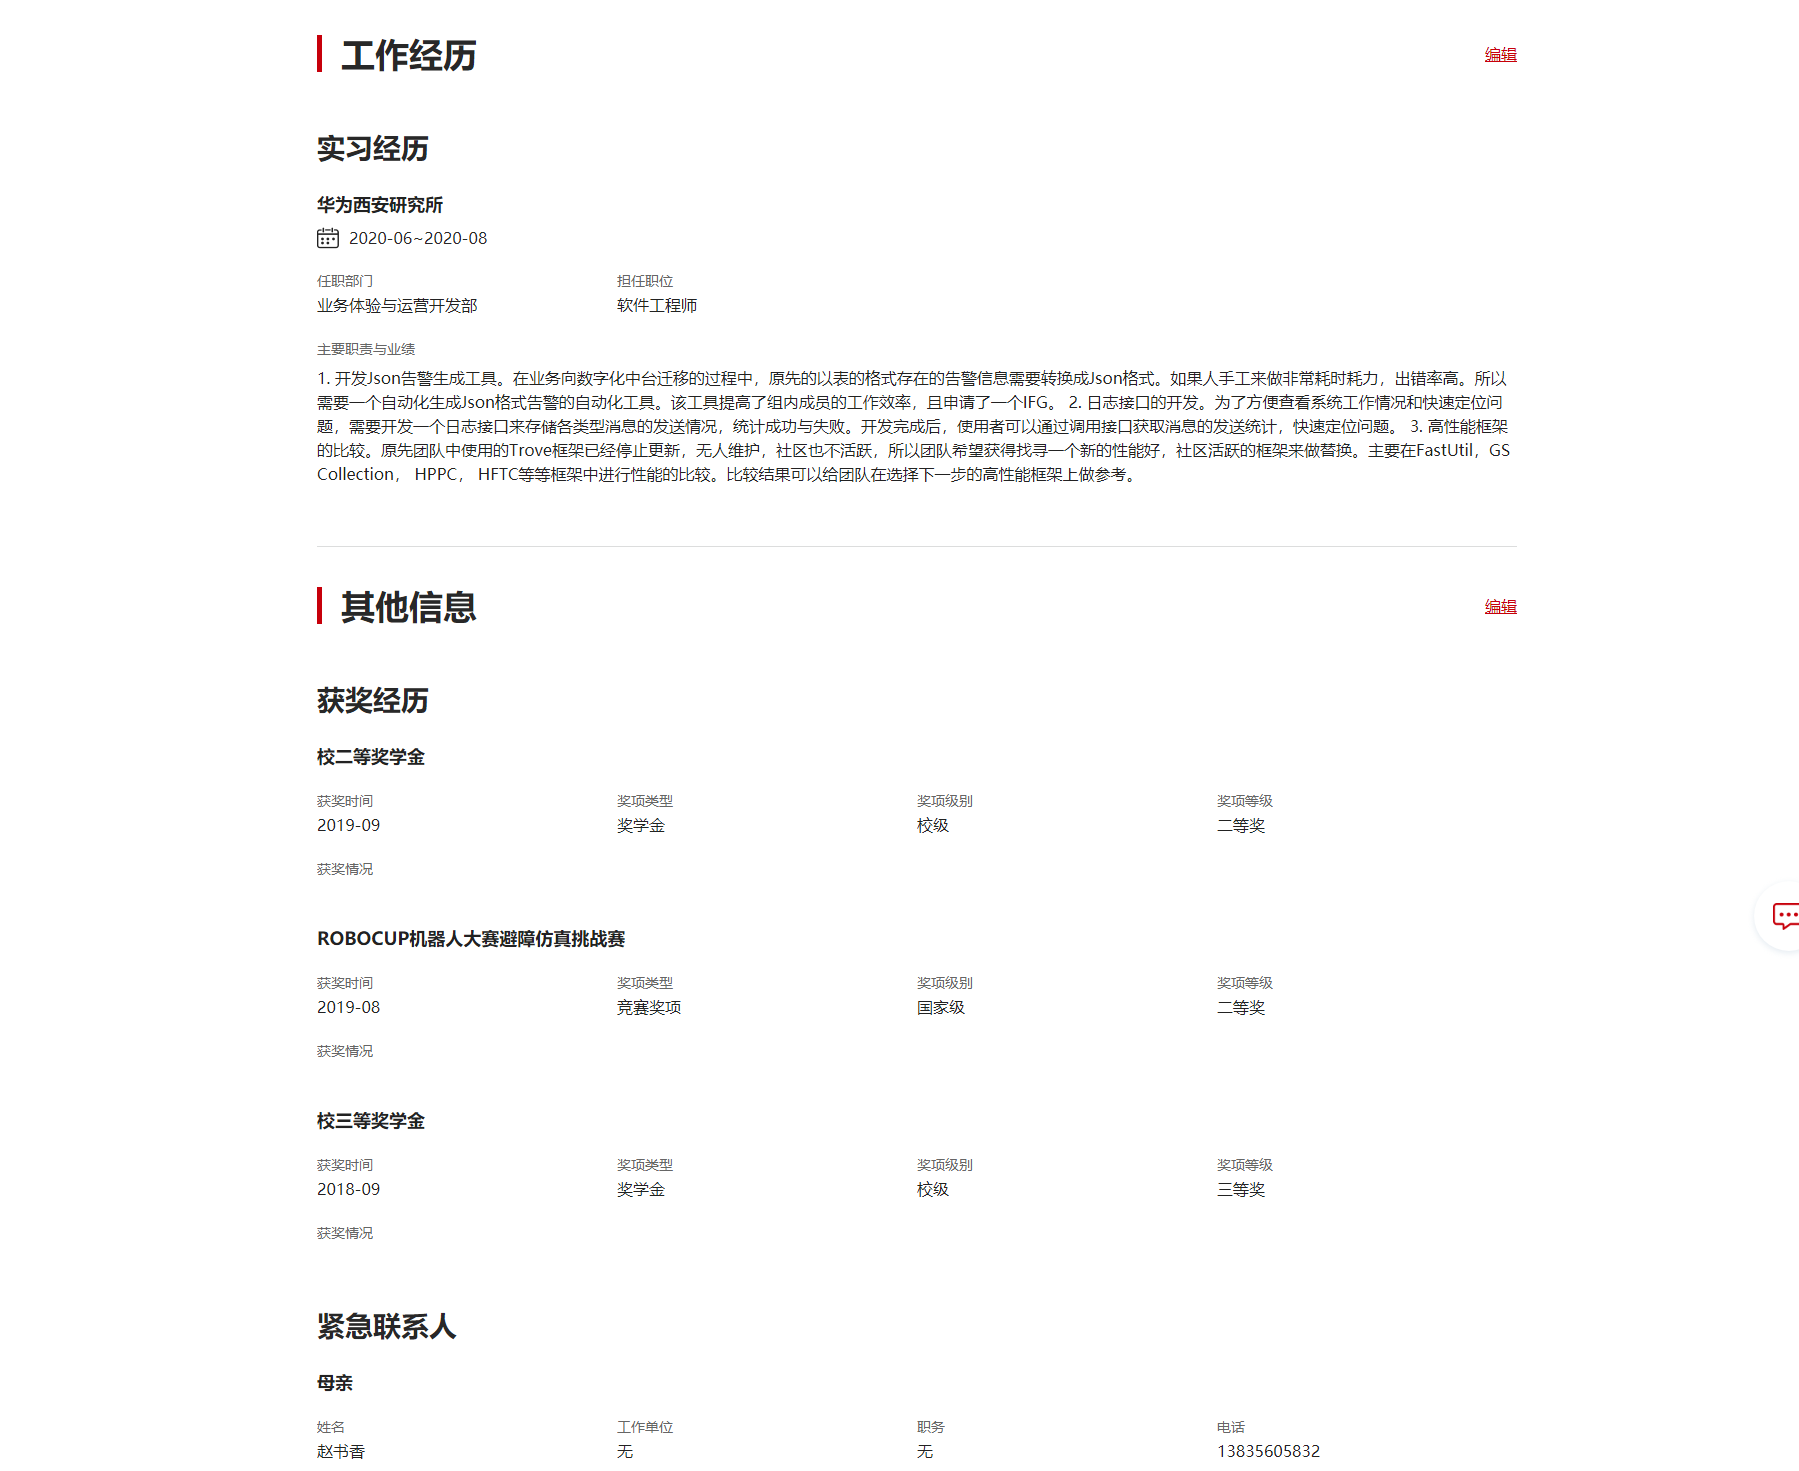 工作经历
编辑
实习经历
华为西安研究所
2020-06~2020-08
任职部门 担任职位
业务体验与运营开发部 软件工程师
主要职责与业绩
1. 开发Json告警生成工具。在业务向数字化中台迁移的过程中，原先的以表的格式存在的告警信息需要转换成Json格式。如果人手工来做非常耗时耗力，出错率高。所以
需要一个自动化生成Json格式告警的自动化工具。该工具提高了组内成员的工作效率，且申请了一个IFG。 2. 日志接口的开发。为了方便查看系统工作情况和快速定位问
题，需要开发一个日志接口来存储各类型消息的发送情况，统计成功与失败。开发完成后，使用者可以通过调用接口获取消息的发送统计，快速定位问题。 3. 高性能框架
的比较。原先团队中使用的Trove框架已经停止更新，无人维护，社区也不活跃，所以团队希望获得找寻一个新的性能好，社区活跃的框架来做替换。主要在FastUtil，GS
Collection， HPPC， HFTC等等框架中进行性能的比较。比较结果可以给团队在选择下一步的高性能框架上做参考。
其他信息
编辑
获奖经历
校二等奖学金
获奖时间 奖项类型 奖项级别 奖项等级
2019-09 奖学金 校级 二等奖
获奖情况
ROBOCUP机器人大赛避障仿真挑战赛
获奖时间 奖项类型 奖项级别 奖项等级
2019-08 竞赛奖项 国家级 二等奖
获奖情况
校三等奖学金
获奖时间 奖项类型 奖项级别 奖项等级
2018-09 奖学金 校级 三等奖
获奖情况
紧急联系人
母亲
姓名 工作单位 职务 电话
赵书香 无 无 13835605832